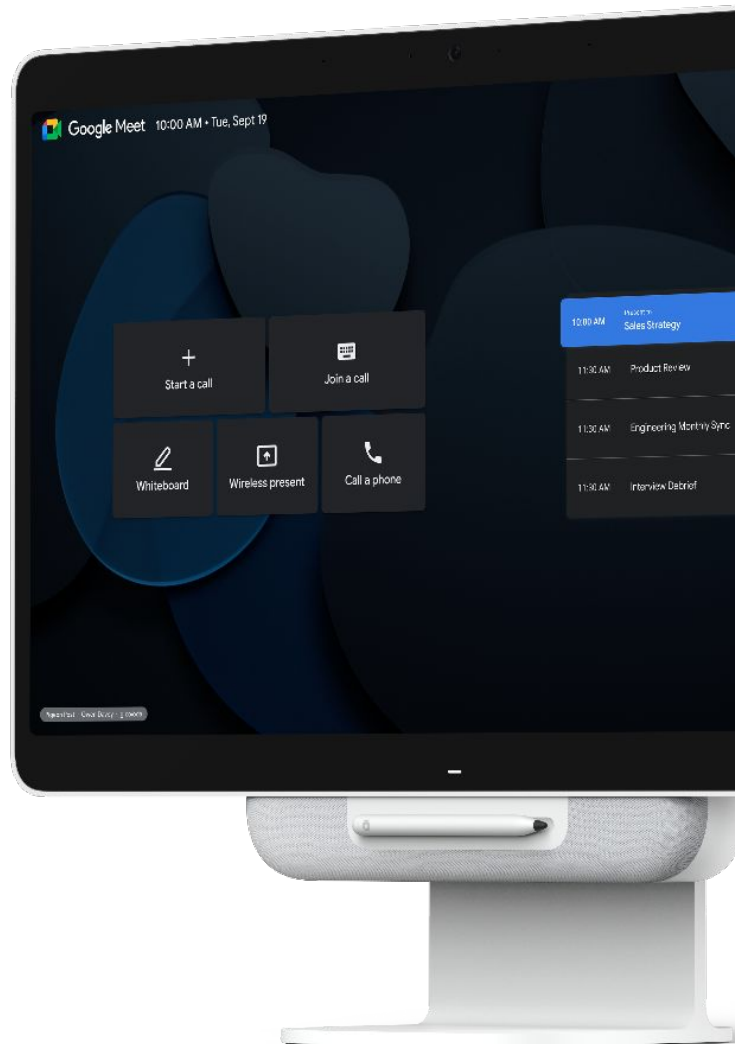 Google Meet 10:00 AM • Tue, Sept 19
Start a call
Join a call
Whiteboard
Wireless present
Call a phone
10:00 AM
Sales Strategy
11:30 AM Product Review
11:30 AM Engineering Monthly Sync
11:30 AM Interview Debrief